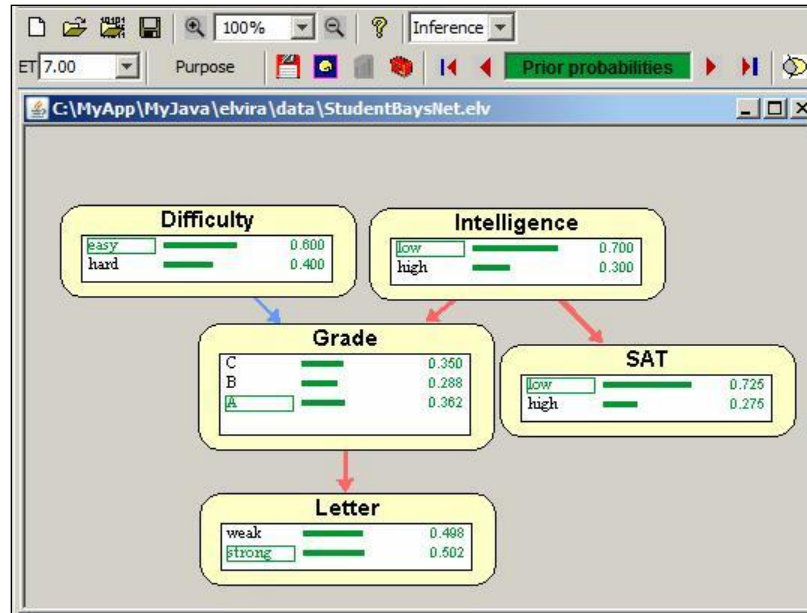 100% Inference
ET 7.00 Purpose Prior probabilities
C:\MyApp\MyJava\elvira\data\StudentBaysNet.elv
Difficulty
easy 0.600
hard 0.400
Intelligence
low 0.700
high 0.300
Grade
C 0.350
B 0.288
A 0.362
SAT
low 0.725
high 0.275
Letter
weak 0.498
strong 0.502